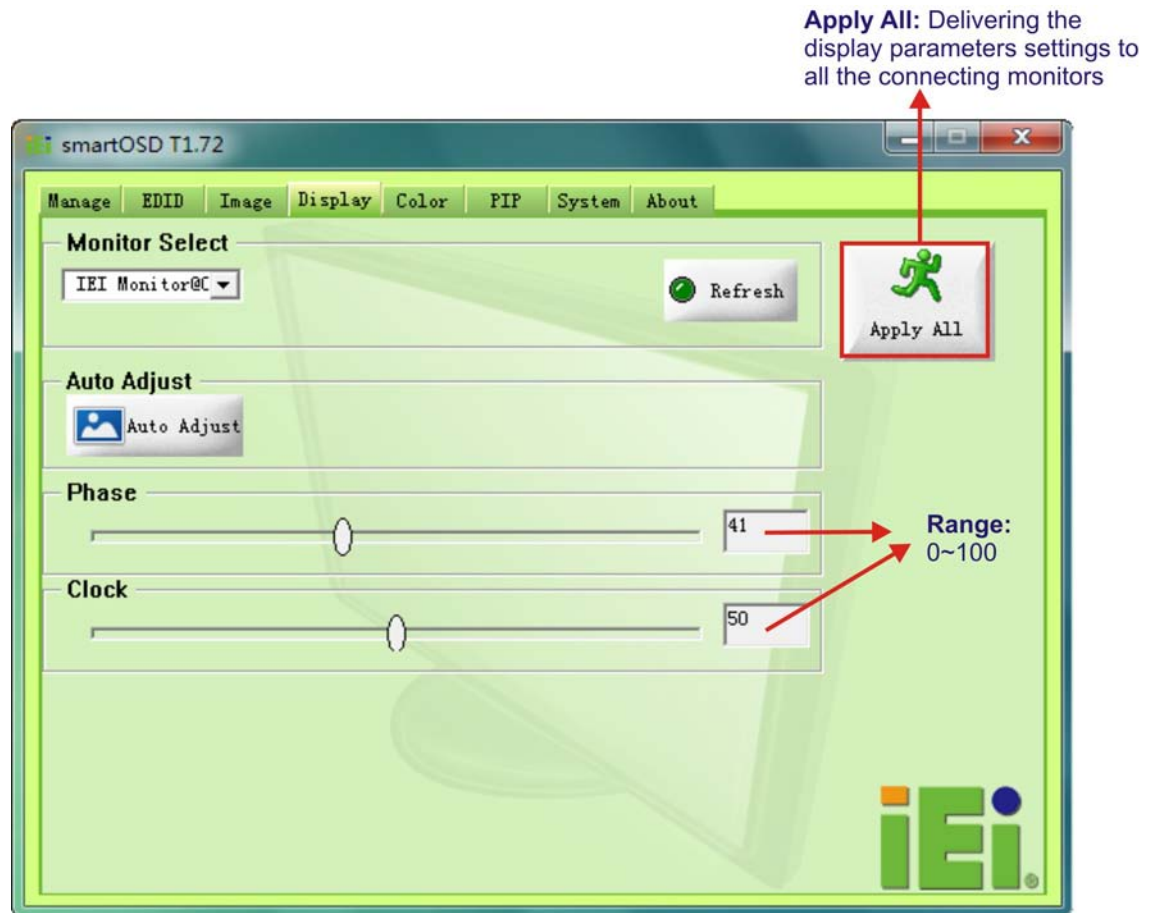 Apply All: Delivering the
display parameters settings to
all the connecting monitors
iEi smartOSD T1.72
Manage EDID Image Display Color PIP System About
Monitor Select
IEI Monitor@C
Refresh
Apply All
Auto Adjust
Auto Adjust
Phase
41
Range:
0~100
Clock
50
iEi®